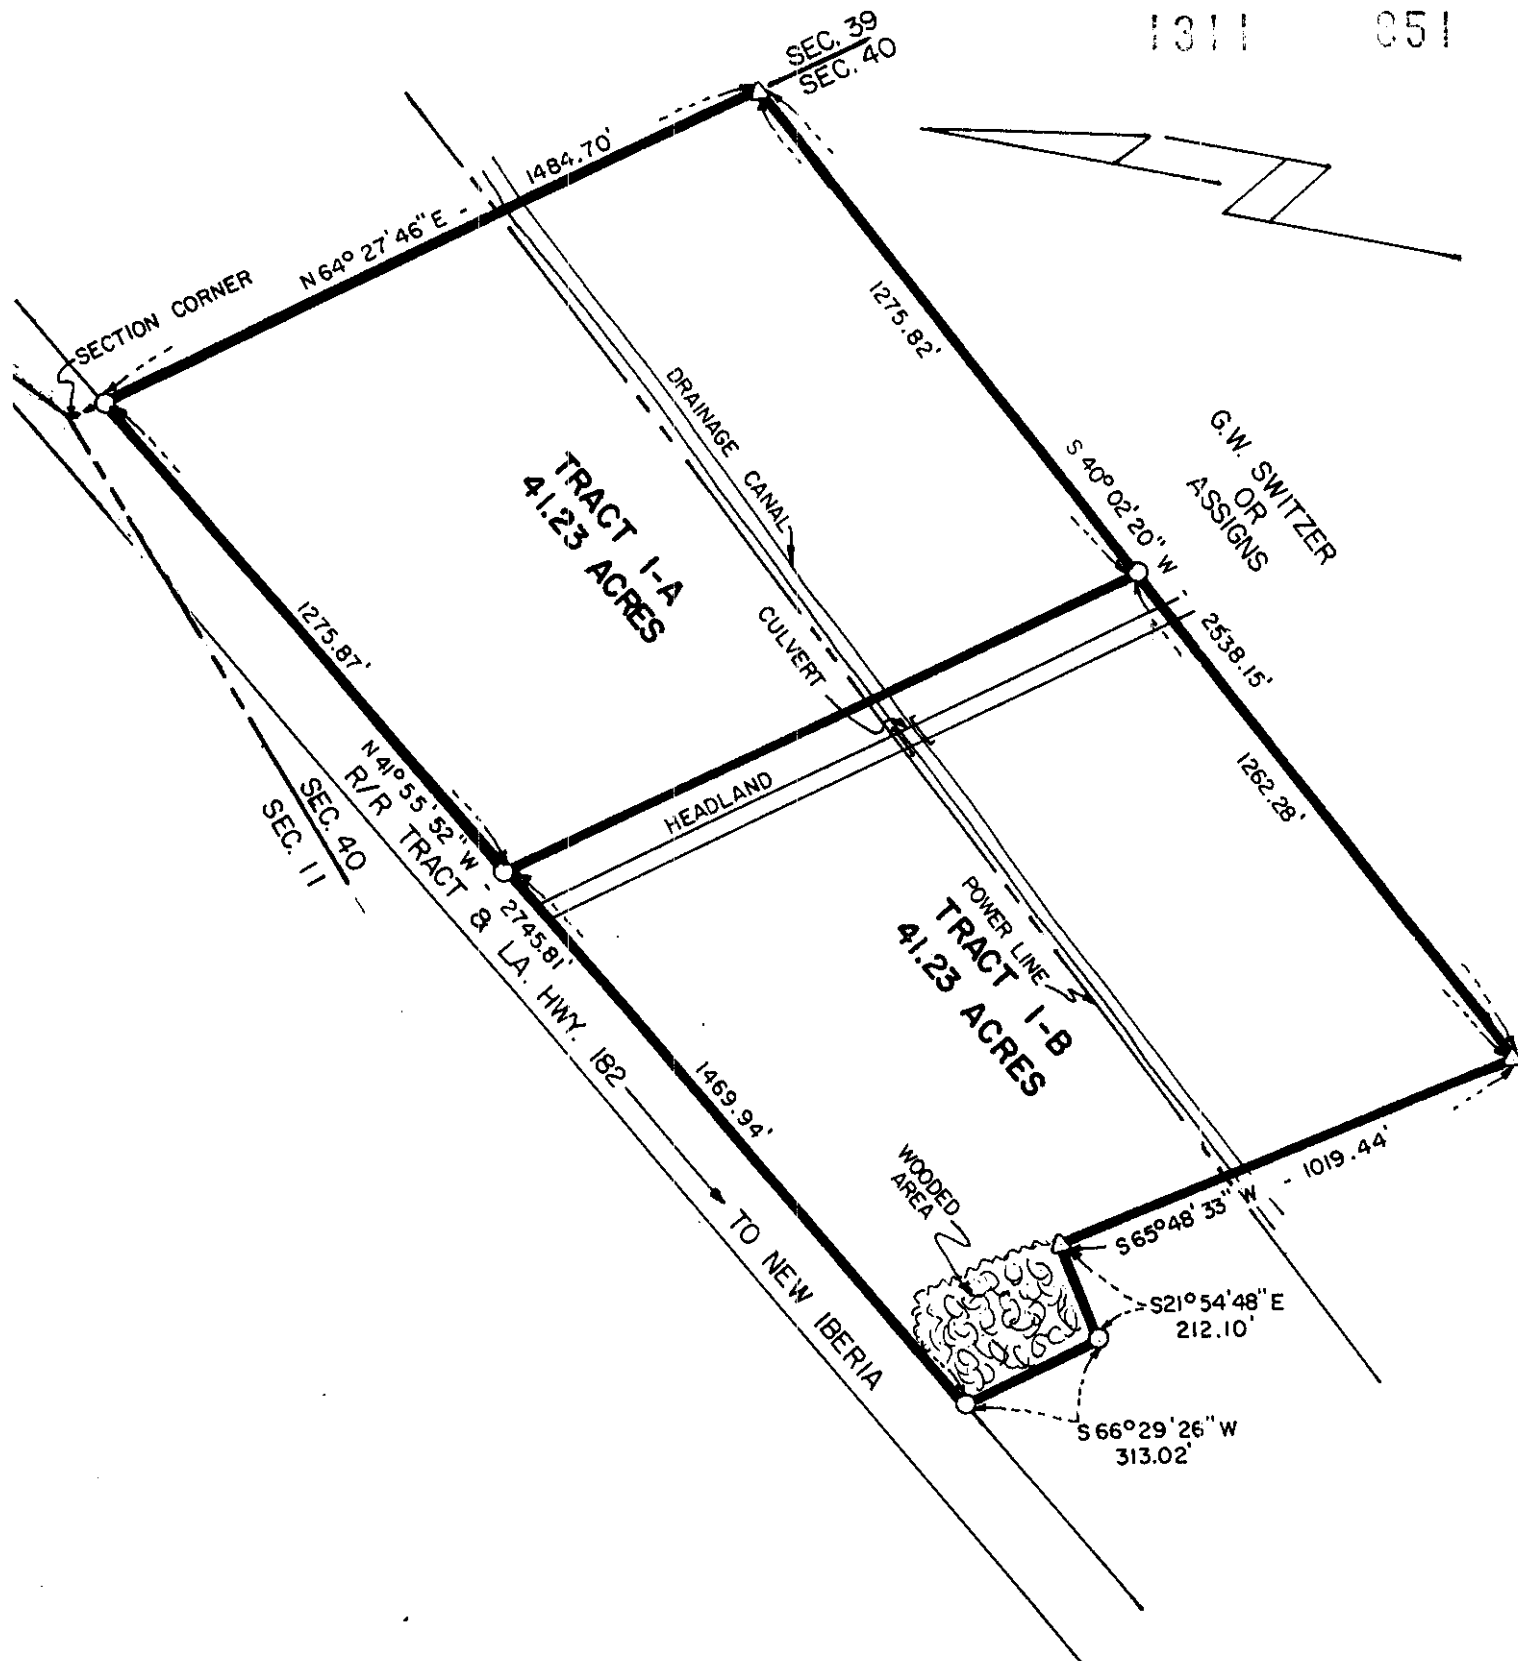 1311 851
SEC. 39
SEC. 40
1484.70'
N 64° 27' 46" E -
SECTION CORNER
1275.82'
DRAINAGE CANAL
G.W. SWITZER
OR
ASSIGNS
S 40° 02' 20" W
2538.15'
TRACT 1-A
41.23 ACRES
CULVERT
1275.87'
1262.28'
N 41° 55' 52" W - 2745.81'
HEADLAND
SEC. 40
SEC. 11
R/R TRACT & LA. HWY. 182
TO NEW IBERIA
POWER LINE
TRACT 1-B
41.23 ACRES
1469.94'
WOODED
AREA
S 65° 48' 33" W - 1019.44'
S21° 54' 48" E
212.10'
S 66° 29' 26" W
313.02'